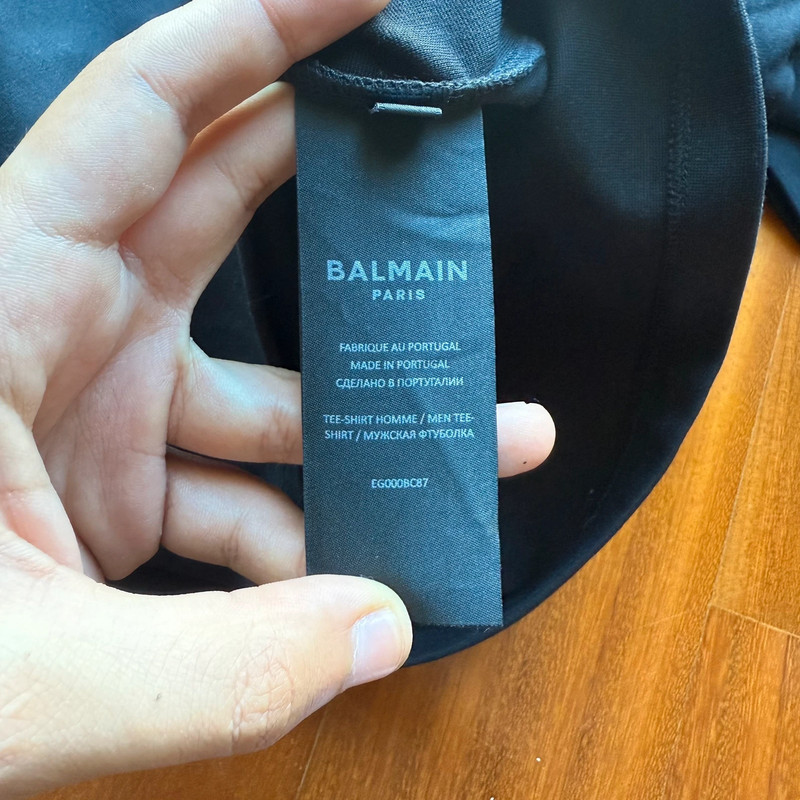 BALMAIN
PARIS
FABRIQUE AU PORTUGAL
MADE IN PORTUGAL
СДЕЛАНО В ПОРТУГАЛИИ
TEE-SHIRT HOMME / MEN TEE-
SHIRT / МУЖСКАЯ ФТУБОЛКА
EG000BC87